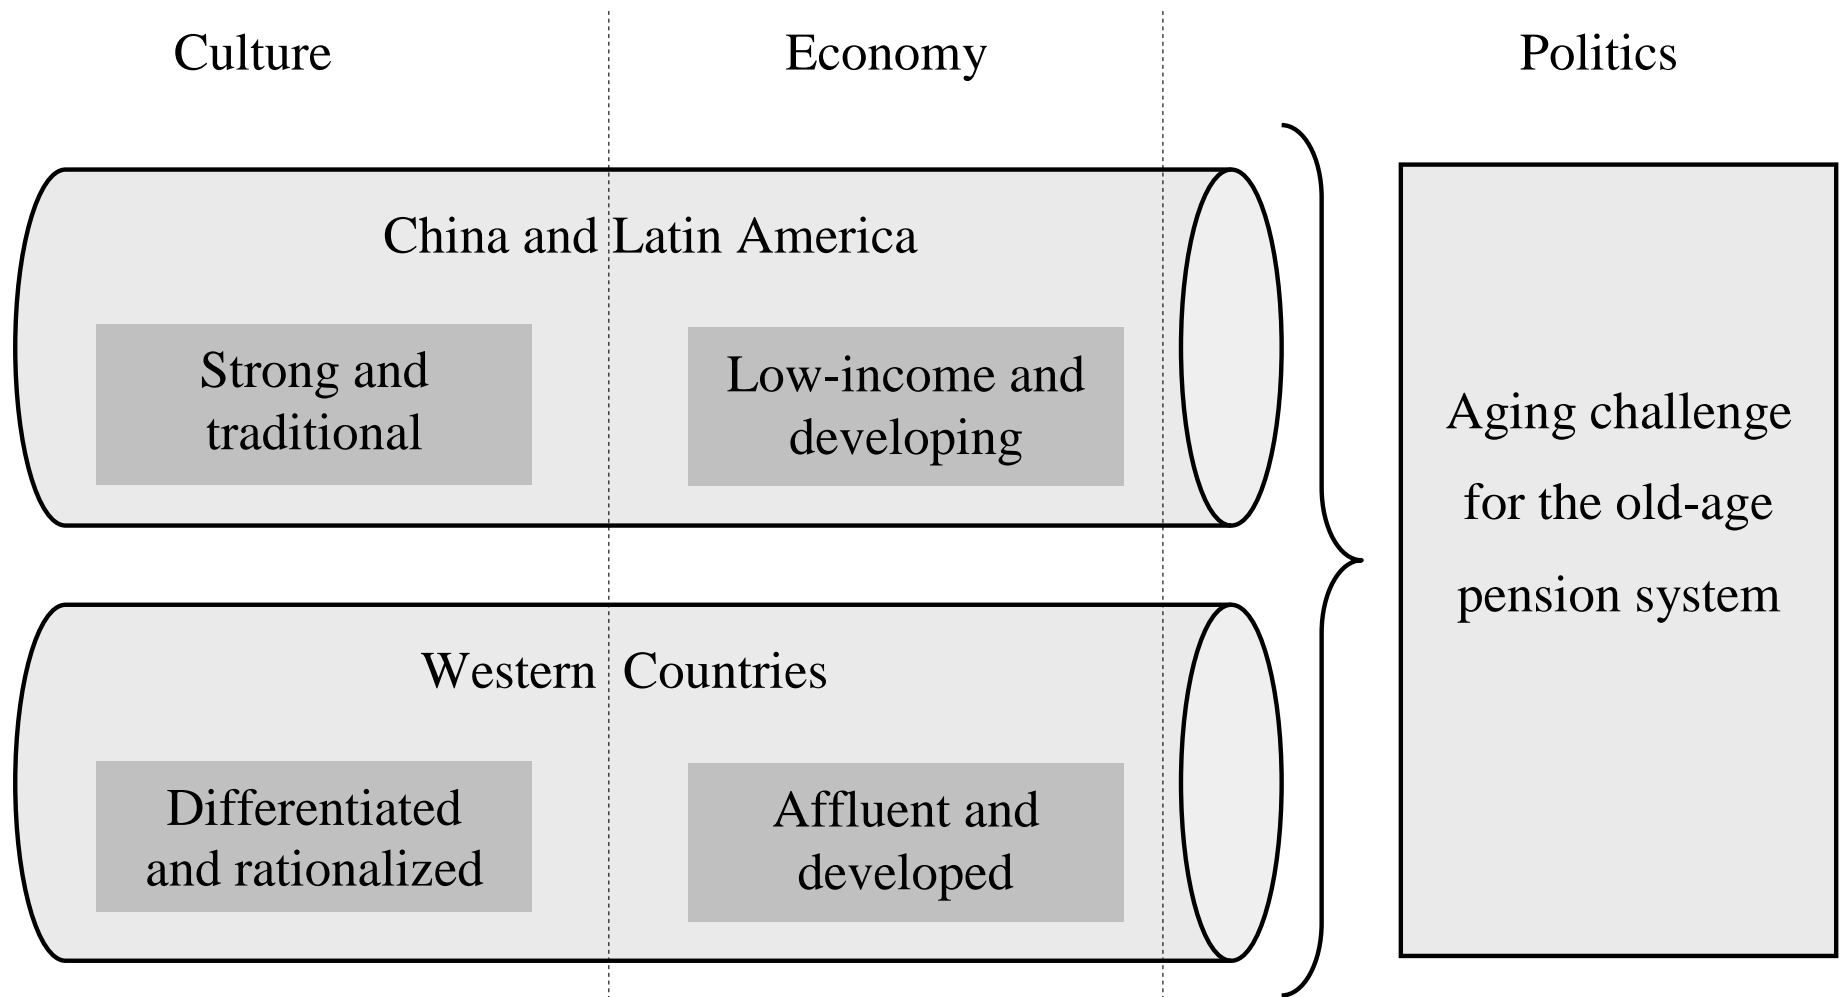 Culture
Economy
Politics
China and Latin America
Strong and
traditional
Low-income and
developing
Western Countries
Differentiated
and rationalized
Affluent and
developed
Aging challenge
for the old-age
pension system